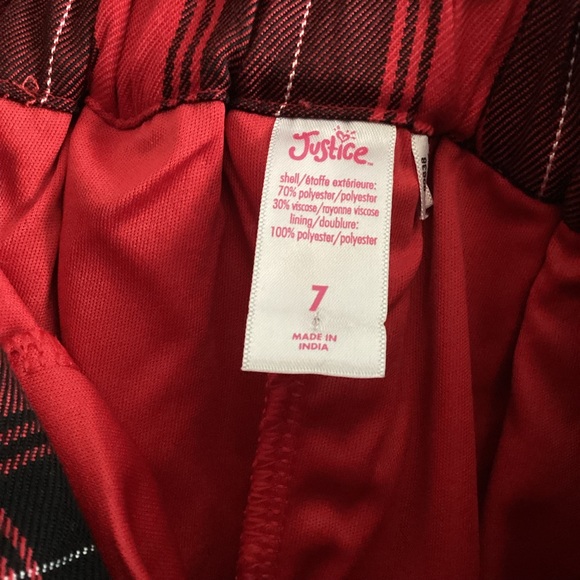 Justice™
shell/étoffe extérieure:
70% polyester/polyester
30% viscose/rayonne viscose
lining/doublure:
100% polyester/polyester
7
MADE IN
INDIA